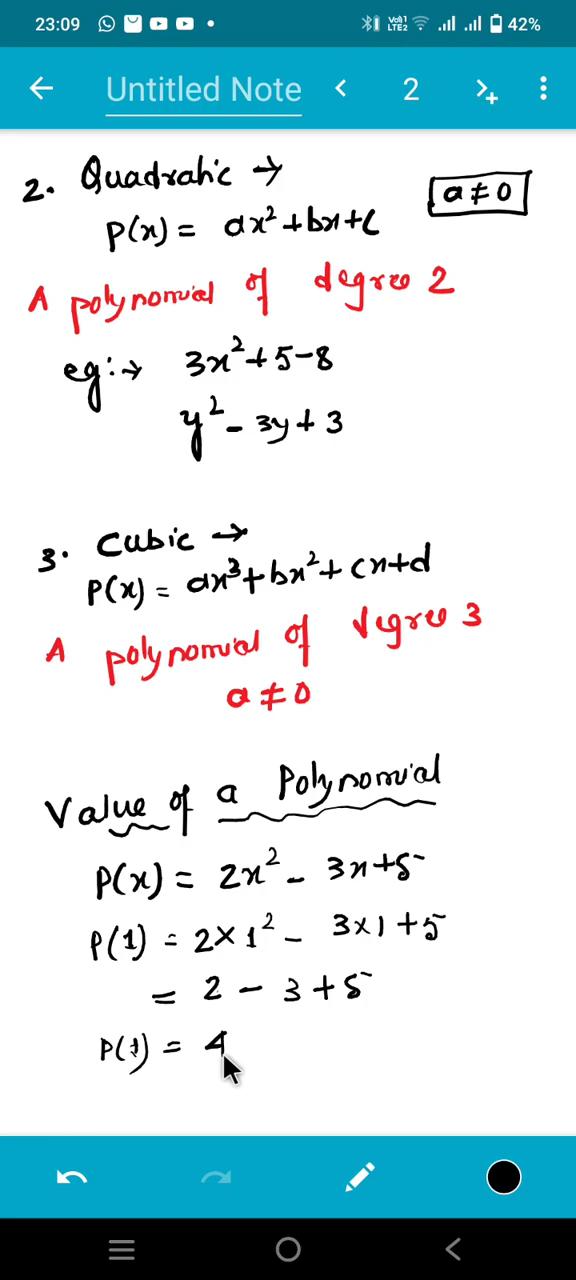 23:09 Vol) LTE2 42%
Untitled Note < 2
2. Quadratic →
a ≠ 0
P(x) = ax² + bx + c
A polynomial of degree 2
eg:→ 3x² + 5 - 8
y² - 3y + 3
3. Cubic →
P(x) = ax³ + bx² + cx + d
A polynomial of degree 3
a ≠ 0
Value of a Polynomial
P(x) = 2x² - 3x + 5
P(1) = 2 × 1² - 3 × 1 + 5
= 2 - 3 + 5
P(1) = 4